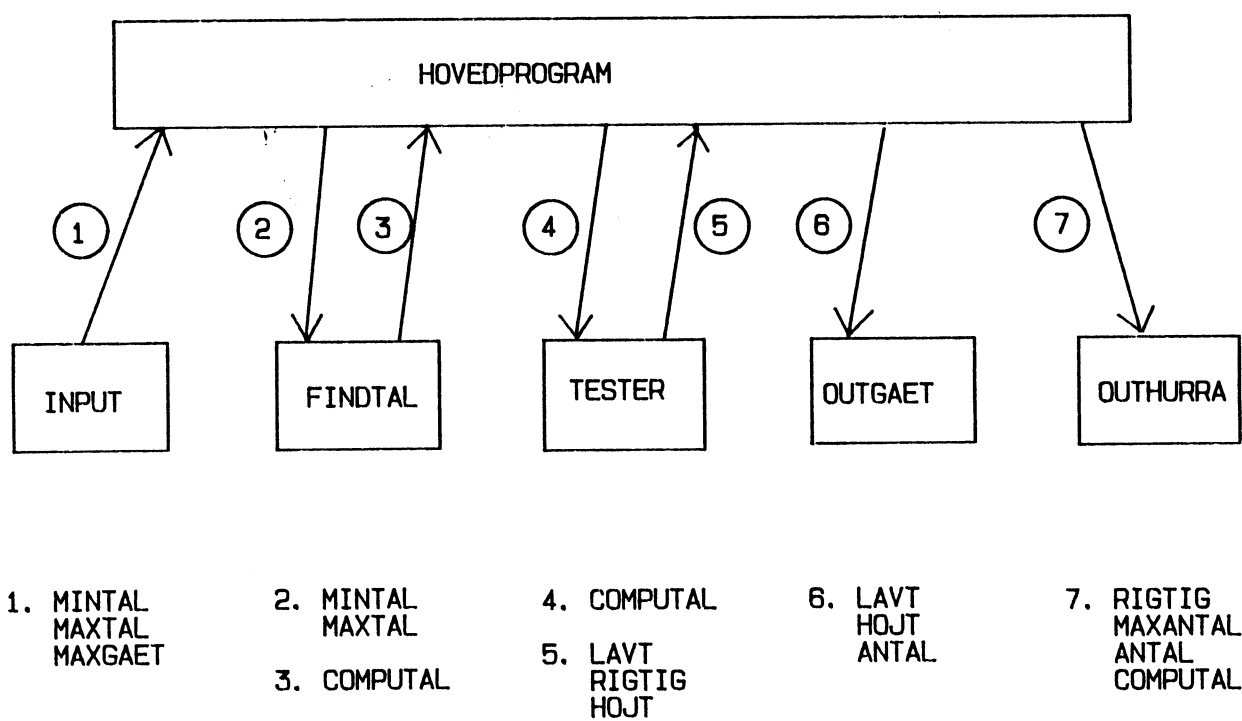 HOVEDPROGRAM
1
2
3
4
5
6
7
INPUT
FINDTAL
TESTER
OUTGAET
OUTHURRA
1. MINTAL
MAXTAL
MAXGAET
2. MINTAL
MAXTAL
3. COMPUTAL
4. COMPUTAL
5. LAVT
RIGTIG
HOJT
6. LAVT
HOJT
ANTAL
7. RIGTIG
MAXANTAL
ANTAL
COMPUTAL